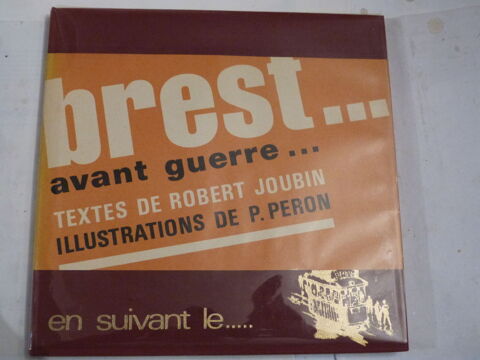 brest...
avant guerre...
TEXTES DE ROBERT JOUBIN
ILLUSTRATIONS DE P. PERON
en suivant le.....